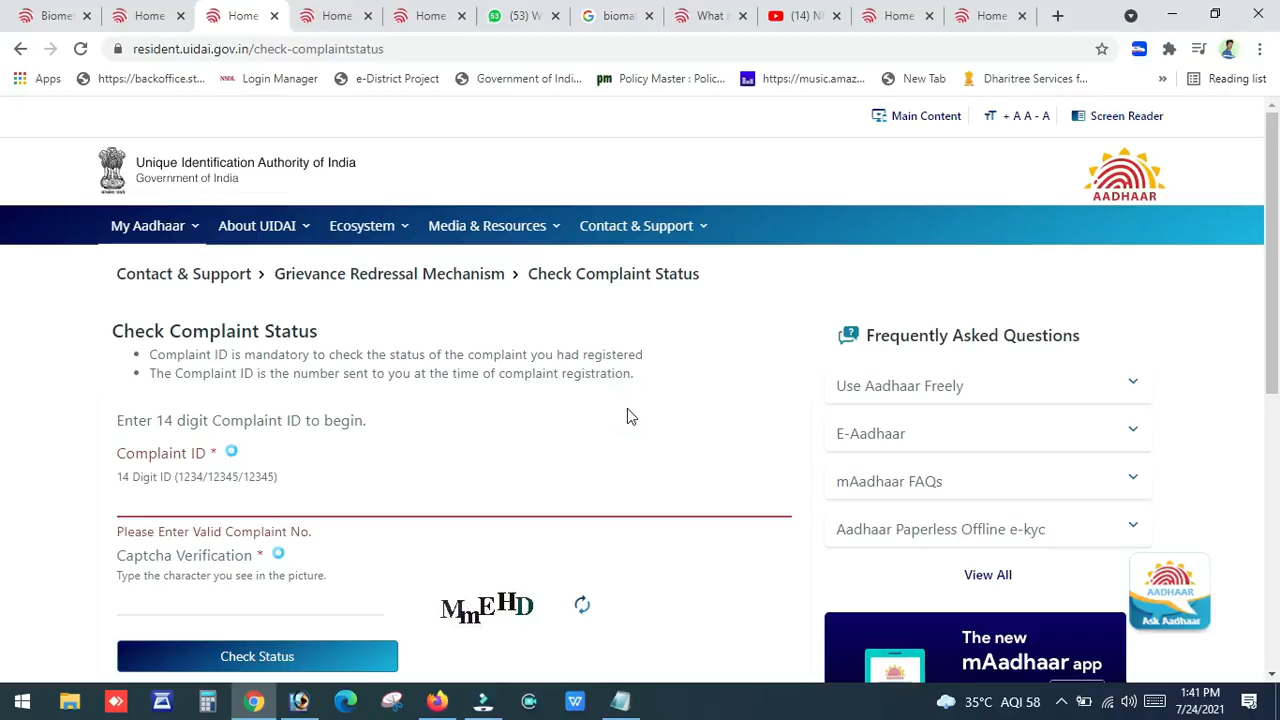 Biom
Home
Home
Home
Home
(53) W
biomat
What
(14) N
Home
Home
resident.uidai.gov.in/check-complaintstatus
Apps
https://backoffice.st...
NSDL
Login Manager
e-District Project
Government of Indi...
pm
Policy Master : Polic...
https://music.amaz...
New Tab
Dharitree Services f...
»
Reading list
Main Content
TT + A A - A
Screen Reader
Unique Identification Authority of India
Government of India
AADHAAR
My Aadhaar
About UIDAI
Ecosystem
Media & Resources
Contact & Support
Contact & Support > Grievance Redressal Mechanism > Check Complaint Status
Check Complaint Status
• Complaint ID is mandatory to check the status of the complaint you had registered
• The Complaint ID is the number sent to you at the time of complaint registration.
Enter 14 digit Complaint ID to begin.
Complaint ID *
14 Digit ID (1234/12345/12345)
Please Enter Valid Complaint No.
Captcha Verification *
Type the character you see in the picture.
MmEHD
Check Status
Frequently Asked Questions
Use Aadhaar Freely
E-Aadhaar
mAadhaar FAQs
Aadhaar Paperless Offline e-kyc
View All
AADHAAR
Ask Aadhaar
The new
mAadhaar app
35°C AQI 58
1:41 PM
7/24/2021